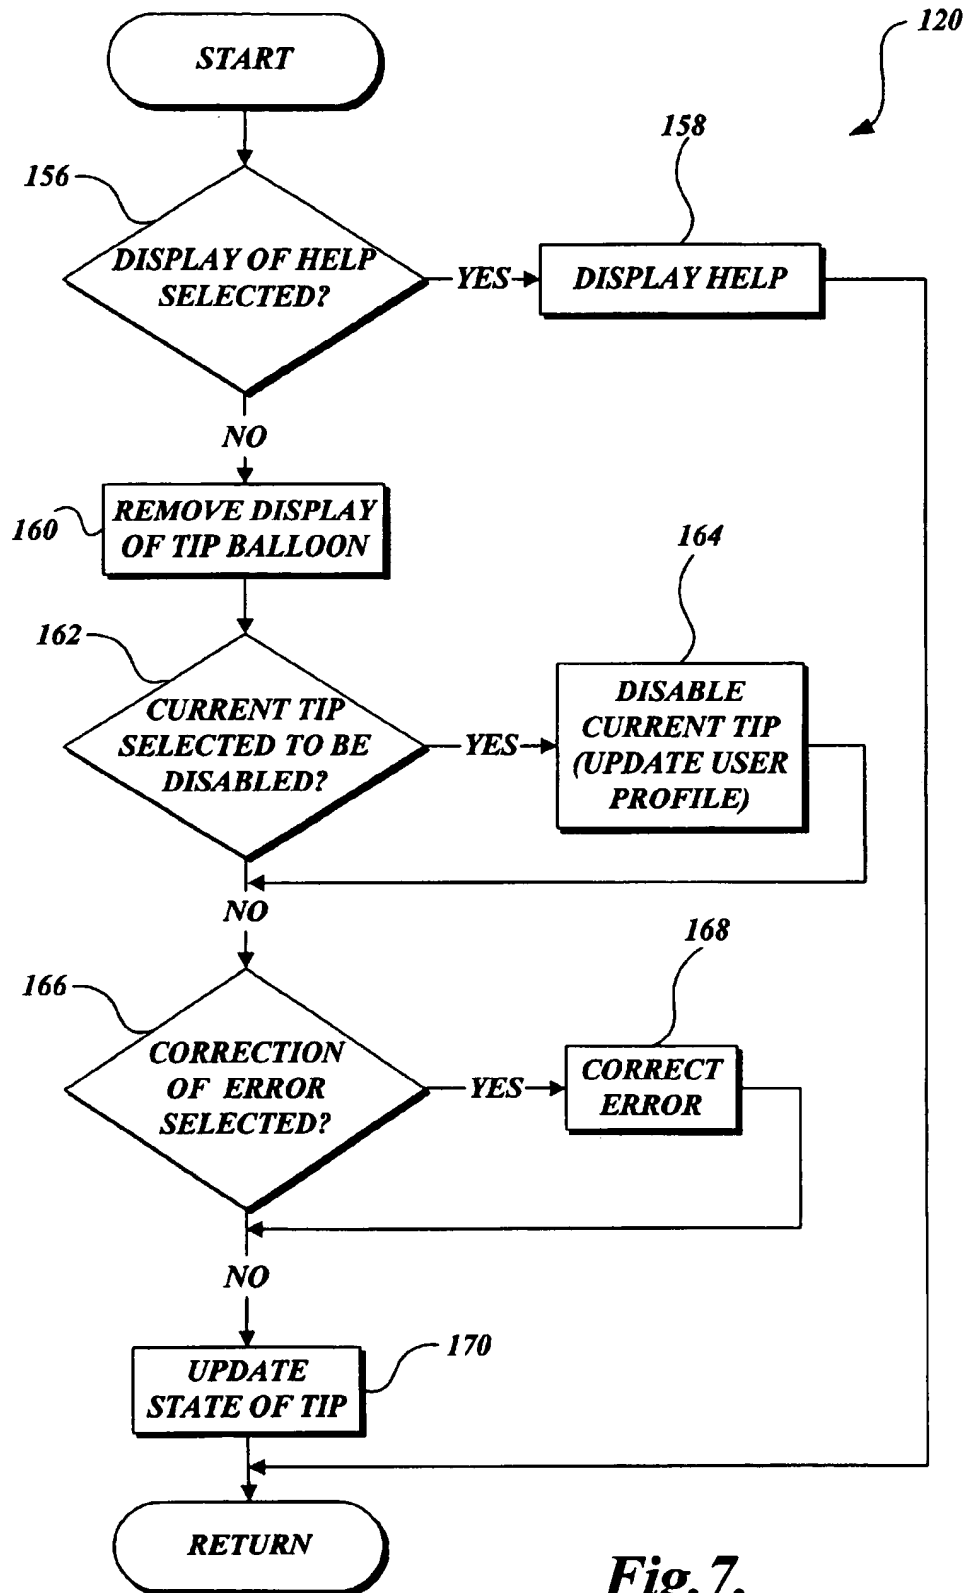 120
START
158
156
DISPLAY OF HELP
SELECTED?
YES
DISPLAY HELP
NO
160
REMOVE DISPLAY
OF TIP BALLOON
164
162
CURRENT TIP
SELECTED TO BE
DISABLED?
YES
DISABLE
CURRENT TIP
(UPDATE USER
PROFILE)
NO
168
166
CORRECTION
OF ERROR
SELECTED?
YES
CORRECT
ERROR
NO
170
UPDATE
STATE OF TIP
RETURN
Fig. 7.